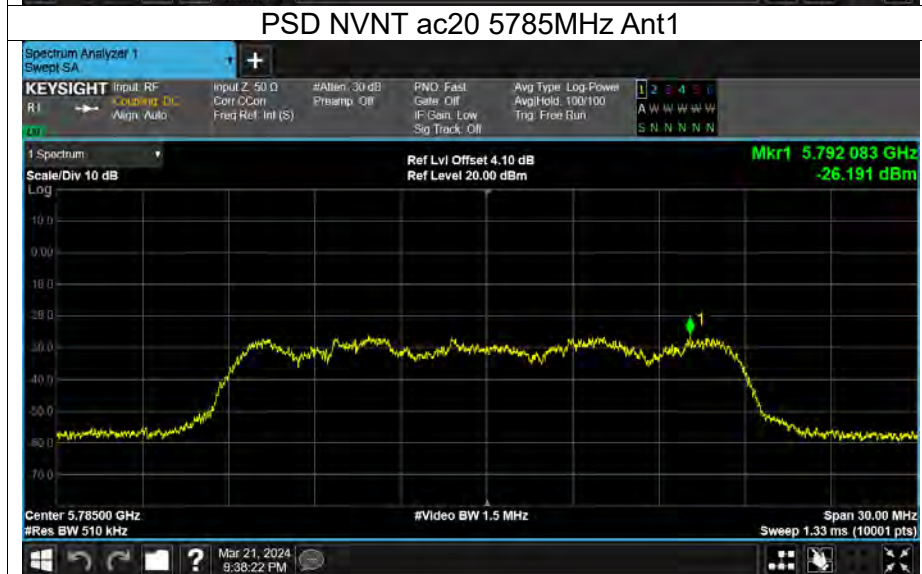 PSD NVNT ac20 5785MHz Ant1
Spectrum Analyzer 1
Swept SA
+
KEYSIGHT Input: RF Input Z: 50 Ω #Atten: 30 dB PNO: Fast Avg Type: Log-Power 1 2 3 4 5 6
Coupling: DC Corr CCorr Preamp: Off Gate: Off Avg|Hold: 100/100 A W W W W W
Align: Auto Freq Ref: Int (S) IF Gain: Low Trig: Free Run S N N N N N
Sig Track: Off
1 Spectrum Ref Lvl Offset 4.10 dB Mkr1 5.792 083 GHz
Scale/Div 10 dB Ref Level 20.00 dBm -26.191 dBm
Log
10.0
0.00
-10.0
-20.0
-30.0
-40.0
-50.0
-60.0
-70.0
1
Center 5.78500 GHz #Video BW 1.5 MHz Span 30.00 MHz
#Res BW 510 kHz Sweep 1.33 ms (10001 pts)
? Mar 21, 2024
9:38:22 PM